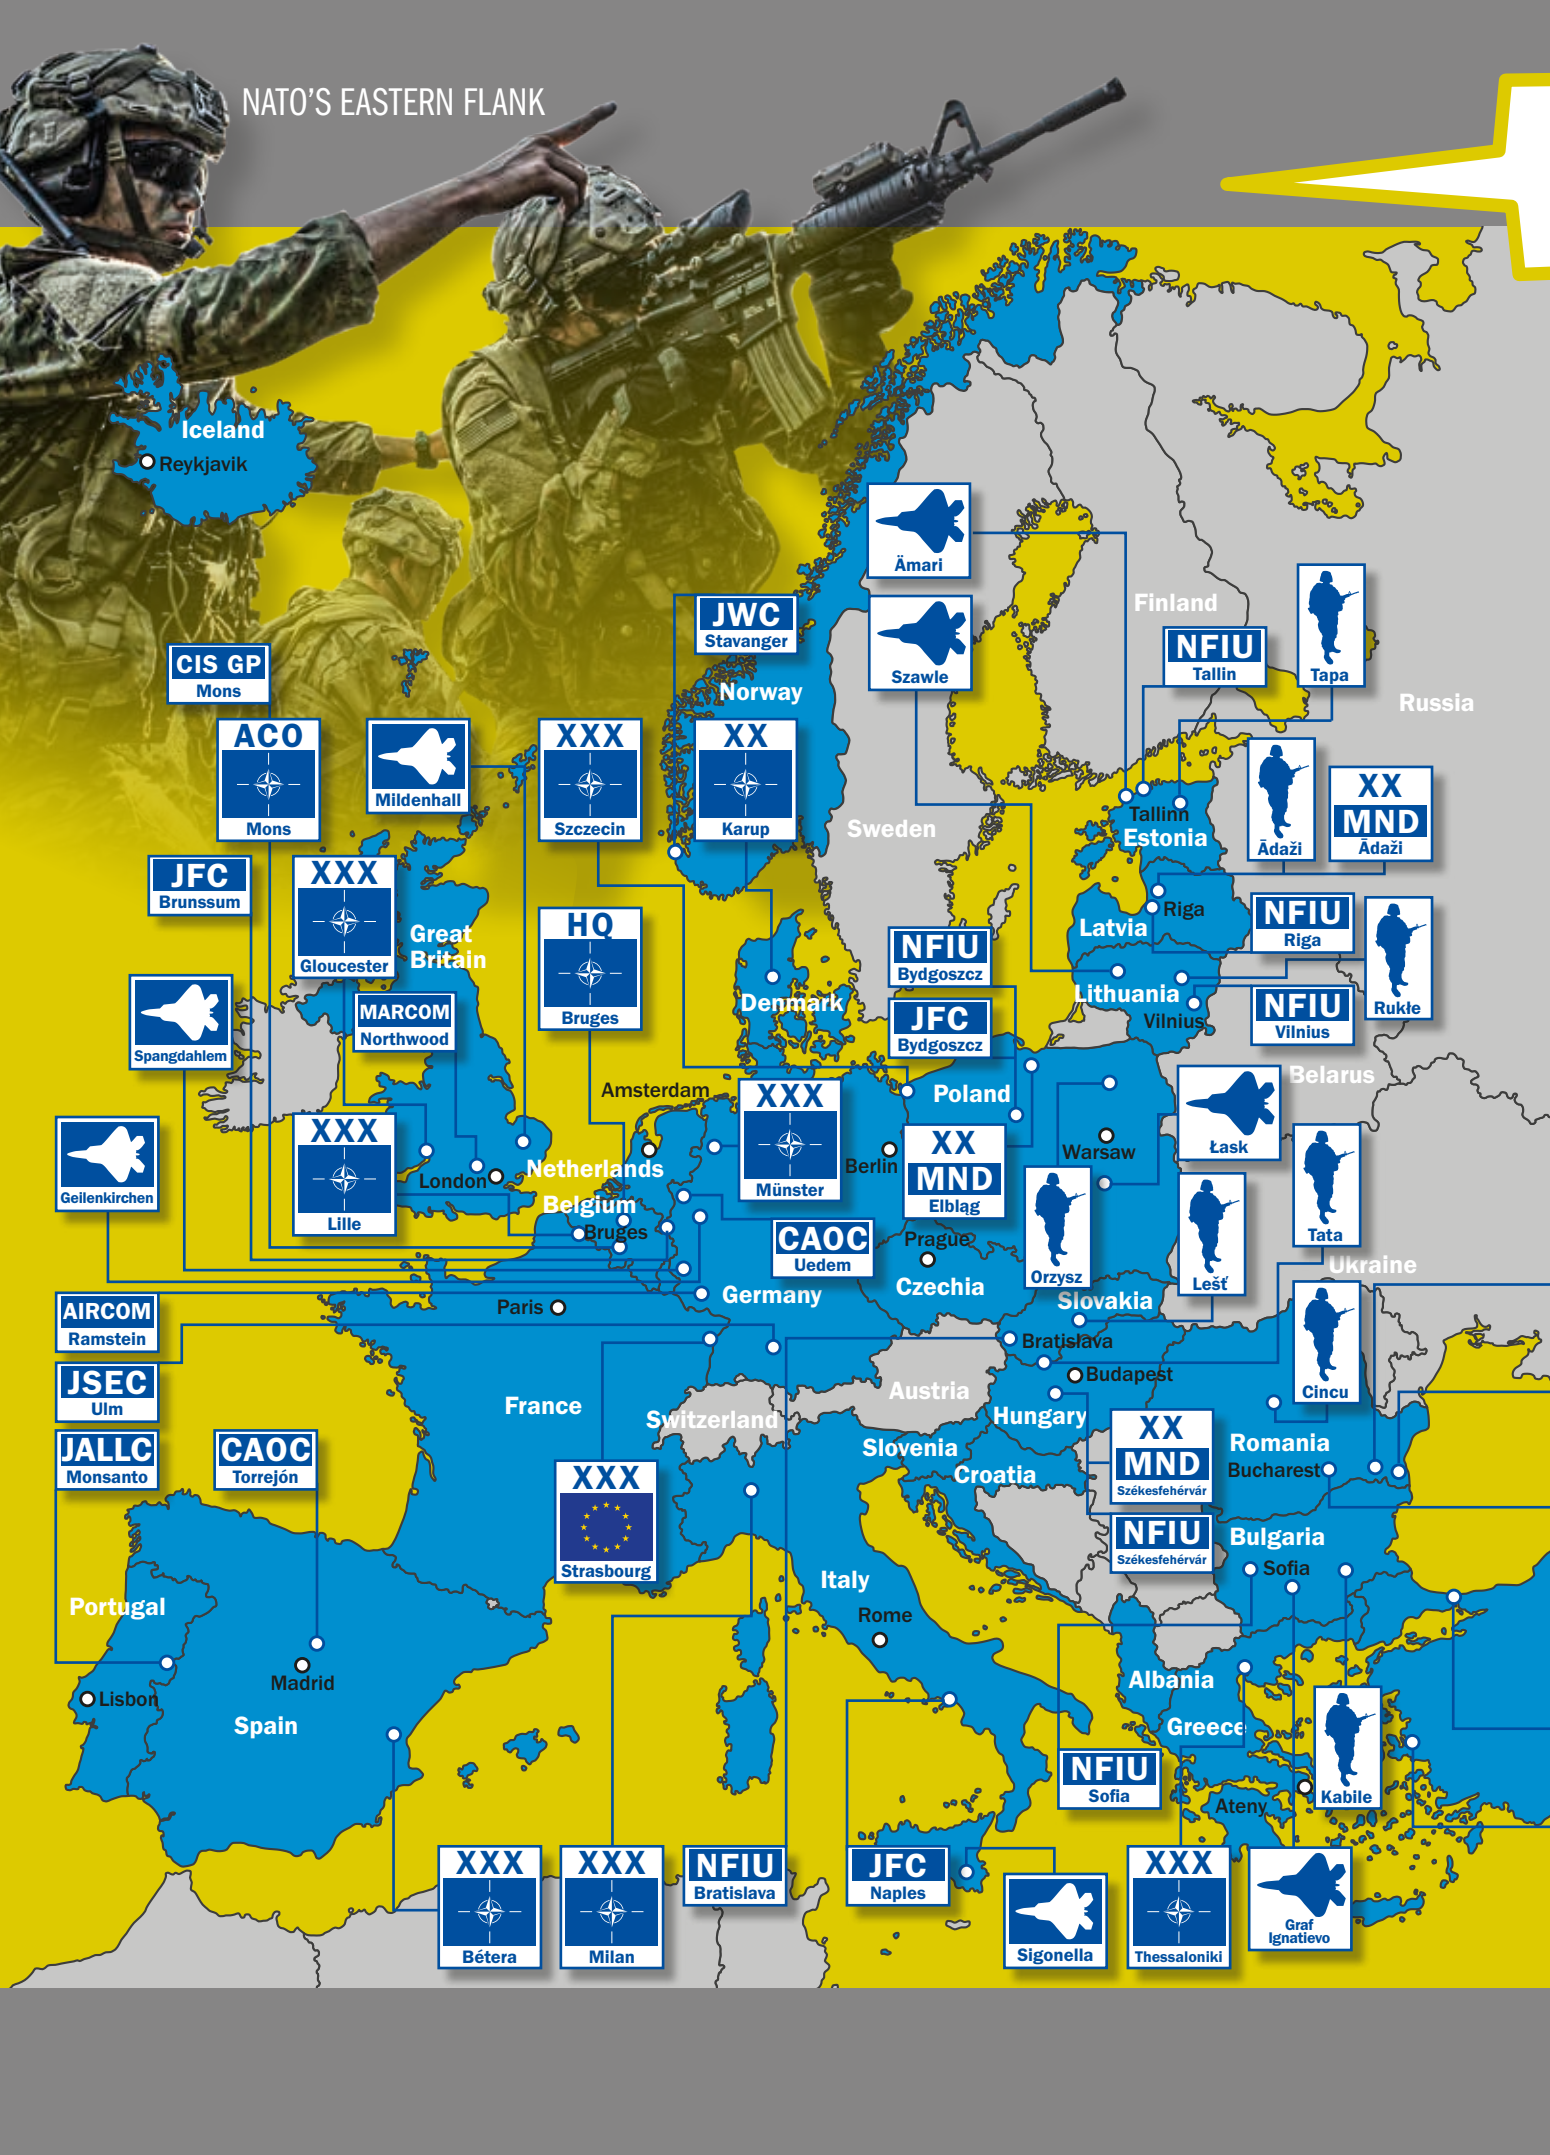 NATO'S EASTERN FLANK
Iceland
Reykjavik
Ämari
Finland
JWC
Stavanger
Szawle
NFIU
Tallin
Tapa
CIS GP
Mons
Norway
Russia
ACO
Mons
Mildenhall
XXX
Szczecin
XX
Karup
Sweden
Tallinn
Estonia
Ādaži
XX
MND
Ādaži
JFC
Brunssum
XXX
Gloucester
Great
Britain
HQ
Bruges
NFIU
Bydgoszcz
Latvia
Riga
NFIU
Riga
Rukłe
Spangdahlem
MARCOM
Northwood
Denmark
JFC
Bydgoszcz
Lithuania
Vilnius
NFIU
Vilnius
Amsterdam
XXX
Münster
Poland
Belarus
Łask
Geilenkirchen
XXX
Lille
London
Netherlands
Belgium
Bruges
Berlin
XX
MND
Elbląg
Warsaw
Orzysz
Lešť
Tata
CAOC
Uedem
Prague
Czechia
Ukraine
AIRCOM
Ramstein
Paris
Germany
Slovakia
Cincu
JSEC
Ulm
Bratislava
Budapest
France
Switzerland
Austria
Hungary
JALLC
Monsanto
CAOC
Torrejón
XXX
Strasbourg
Slovenia
Croatia
XX
MND
Székesfehérvár
Romania
Bucharest
NFIU
Székesfehérvár
Bulgaria
Sofia
Portugal
Italy
Rome
Lisbon
Madrid
Spain
Albania
Greece
NFIU
Sofia
Ateny
Kabile
XXX
Bétera
XXX
Milan
NFIU
Bratislava
JFC
Naples
Sigonella
XXX
Thessaloniki
Graf
Ignatievo